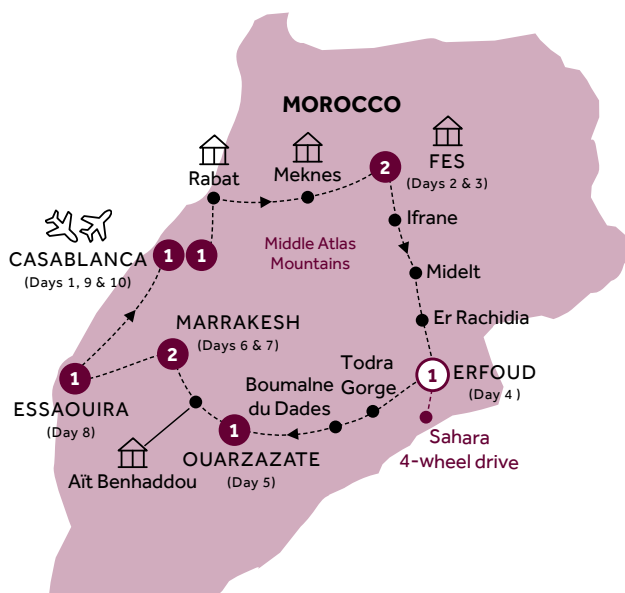 MOROCCO
2
FES
(Days 2 & 3)
Rabat
Meknes
Ifrane
Middle Atlas
Mountains
CASABLANCA
(Days 1, 9 & 10)
1
1
Midelt
Er Rachidia
MARRAKESH
(Days 6 & 7)
2
Todra
Gorge
1
ERFOUD
(Day 4 )
Boumalne
du Dades
1
ESSAOUIRA
(Day 8)
1
OUARZAZATE
(Day 5)
Sahara
4-wheel drive
Aït Benhaddou